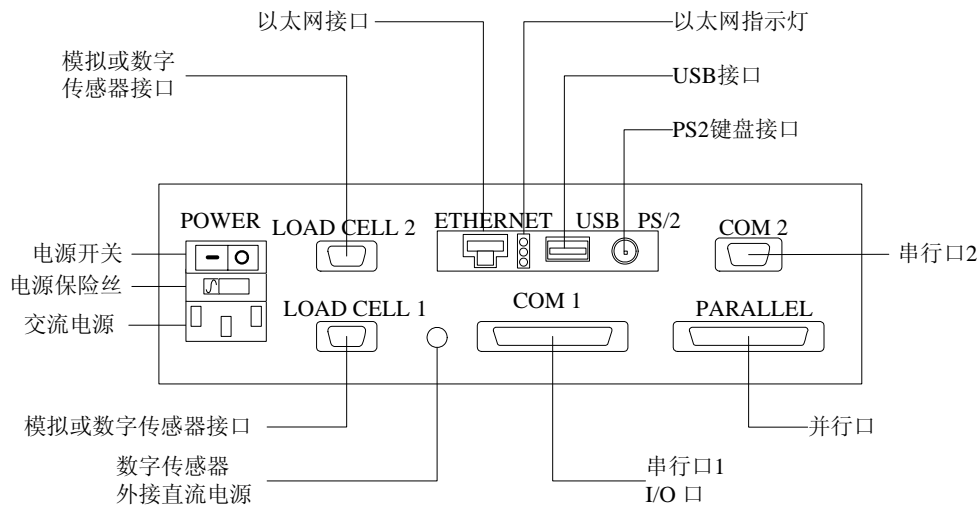 以太网接口
以太网指示灯
模拟或数字
传感器接口
USB接口
PS2键盘接口
POWER
LOAD CELL 2
ETHERNET
USB
PS/2
COM 2
电源开关
串行口2
电源保险丝
LOAD CELL 1
COM 1
PARALLEL
交流电源
模拟或数字传感器接口
并行口
数字传感器
外接直流电源
串行口1
I/O 口